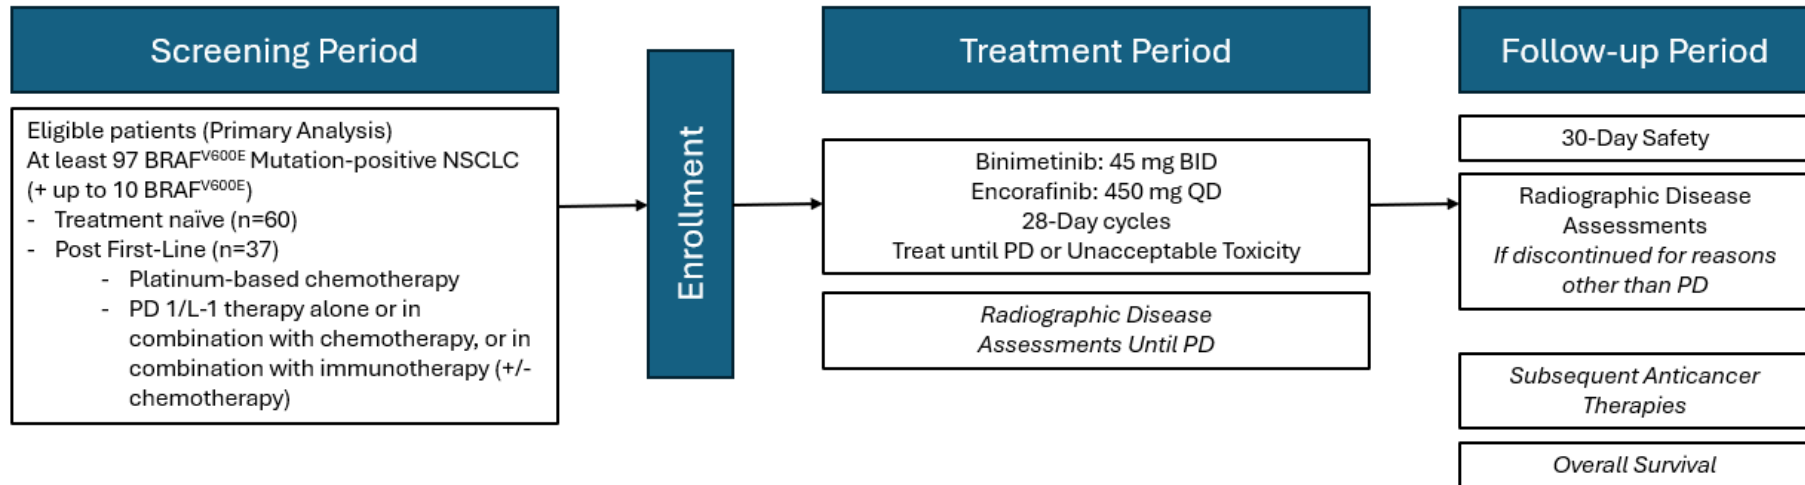 Screening Period
Eligible patients (Primary Analysis)
At least 97 BRAFV600E Mutation-positive NSCLC
(+ up to 10 BRAFV600E)
- Treatment naïve (n=60)
- Post First-Line (n=37)
- Platinum-based chemotherapy
- PD 1/L-1 therapy alone or in
combination with chemotherapy, or in
combination with immunotherapy (+/-
chemotherapy)
Enrollment
Treatment Period
Binimetinib: 45 mg BID
Encorafinib: 450 mg QD
28-Day cycles
Treat until PD or Unacceptable Toxicity
Radiographic Disease
Assessments Until PD
Follow-up Period
30-Day Safety
Radiographic Disease
Assessments
If discontinued for reasons
other than PD
Subsequent Anticancer
Therapies
Overall Survival